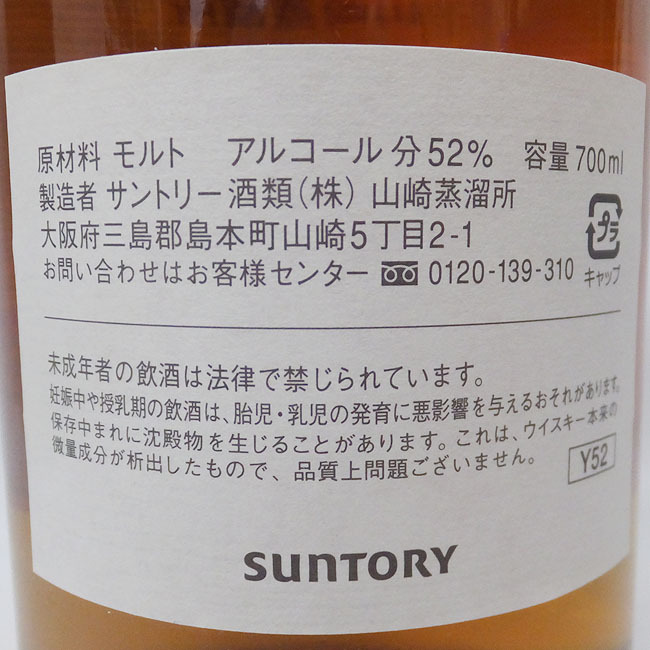 原材料 モルト アルコール分52% 容量700ml
製造者 サントリー酒類(株) 山崎蒸溜所
大阪府三島郡島本町山崎5丁目2-1
お問い合わせはお客様センター 0120-139-310
プラ
キャップ
未成年者の飲酒は法律で禁じられています。
妊娠中や授乳期の飲酒は、胎児・乳児の発育に悪影響を与えるおそれがあります。
保存中まれに沈殿物を生じることがあります。これは、ウイスキー本来の
微量成分が析出したもので、品質上問題ございません。
Y52
SUNTORY